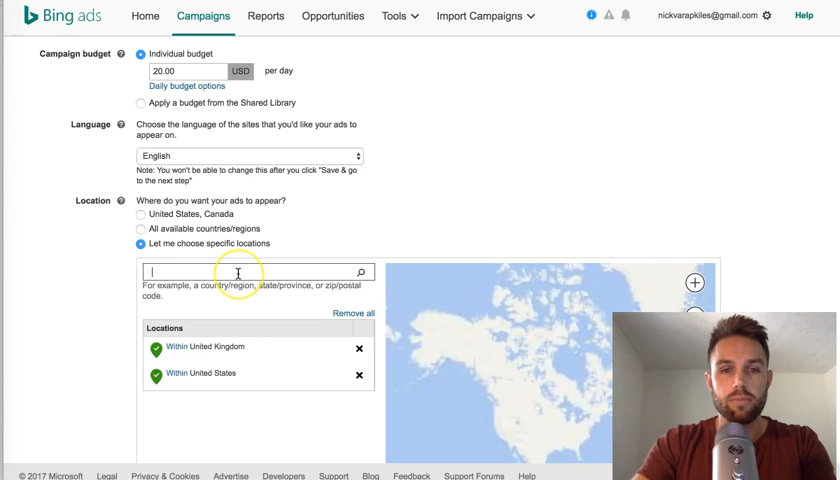 Bing ads Home Campaigns Reports Opportunities Tools Import Campaigns nickvarapkiles@gmail.com Help
Campaign budget Individual budget
20.00 USD per day
Daily budget options
Apply a budget from the Shared Library
Language Choose the language of the sites that you'd like your ads to
appear on.
English
Note: You won't be able to change this after you click "Save & go
to the next step"
Location Where do you want your ads to appear?
United States, Canada
All available countries/regions
Let me choose specific locations
For example, a country/region, state/province, or zip/postal
code.
Remove all
Locations
Within United Kingdom
Within United States
© 2017 Microsoft Legal Privacy & Cookies Advertise Developers Support Blog Feedback Support Forums Help